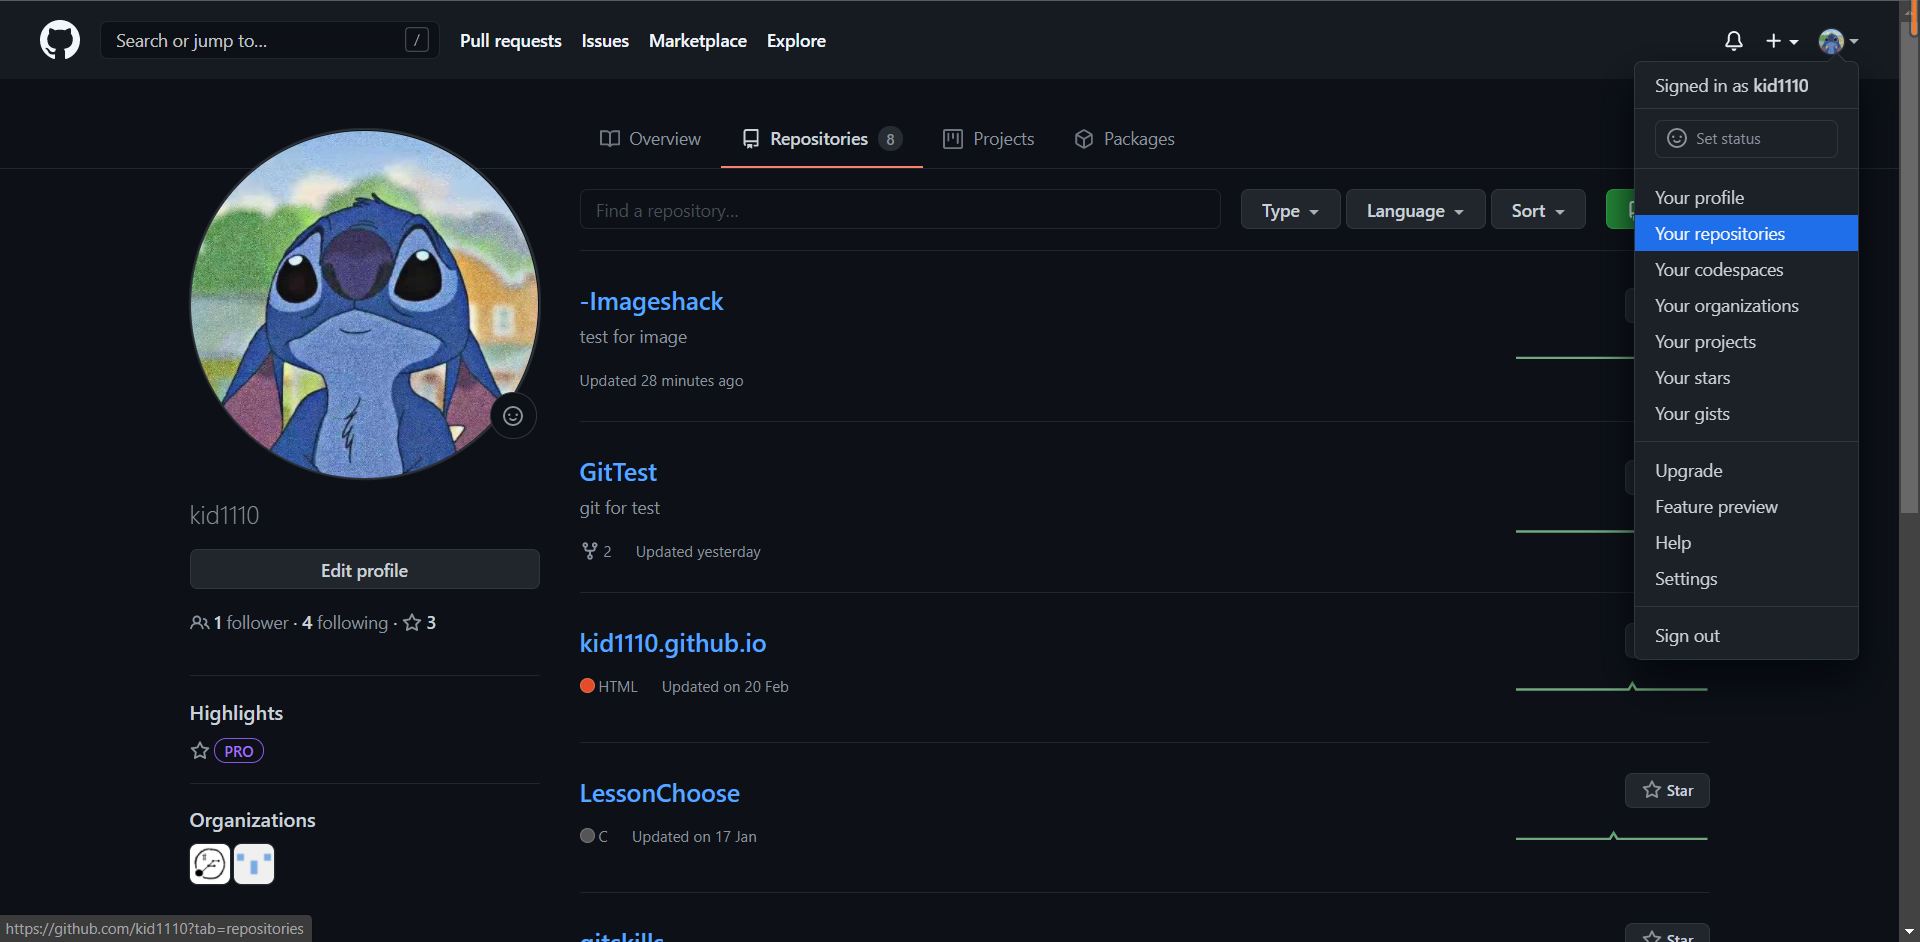 Search or jump to... /
Pull requests Issues Marketplace Explore
Signed in as kid1110
Set status
Your profile
Your repositories
Your codespaces
Your organizations
Your projects
Your stars
Your gists
Upgrade
Feature preview
Help
Settings
Sign out
Overview Repositories 8 Projects Packages
Find a repository... Type Language Sort
kid1110
Edit profile
1 follower · 4 following · 3
Highlights
PRO
Organizations
-Imageshack
test for image
Updated 28 minutes ago
GitTest
git for test
2 Updated yesterday
kid1110.github.io
HTML Updated on 20 Feb
LessonChoose
Star
C Updated on 17 Jan
gitskills
Star
https://github.com/kid1110?tab=repositories